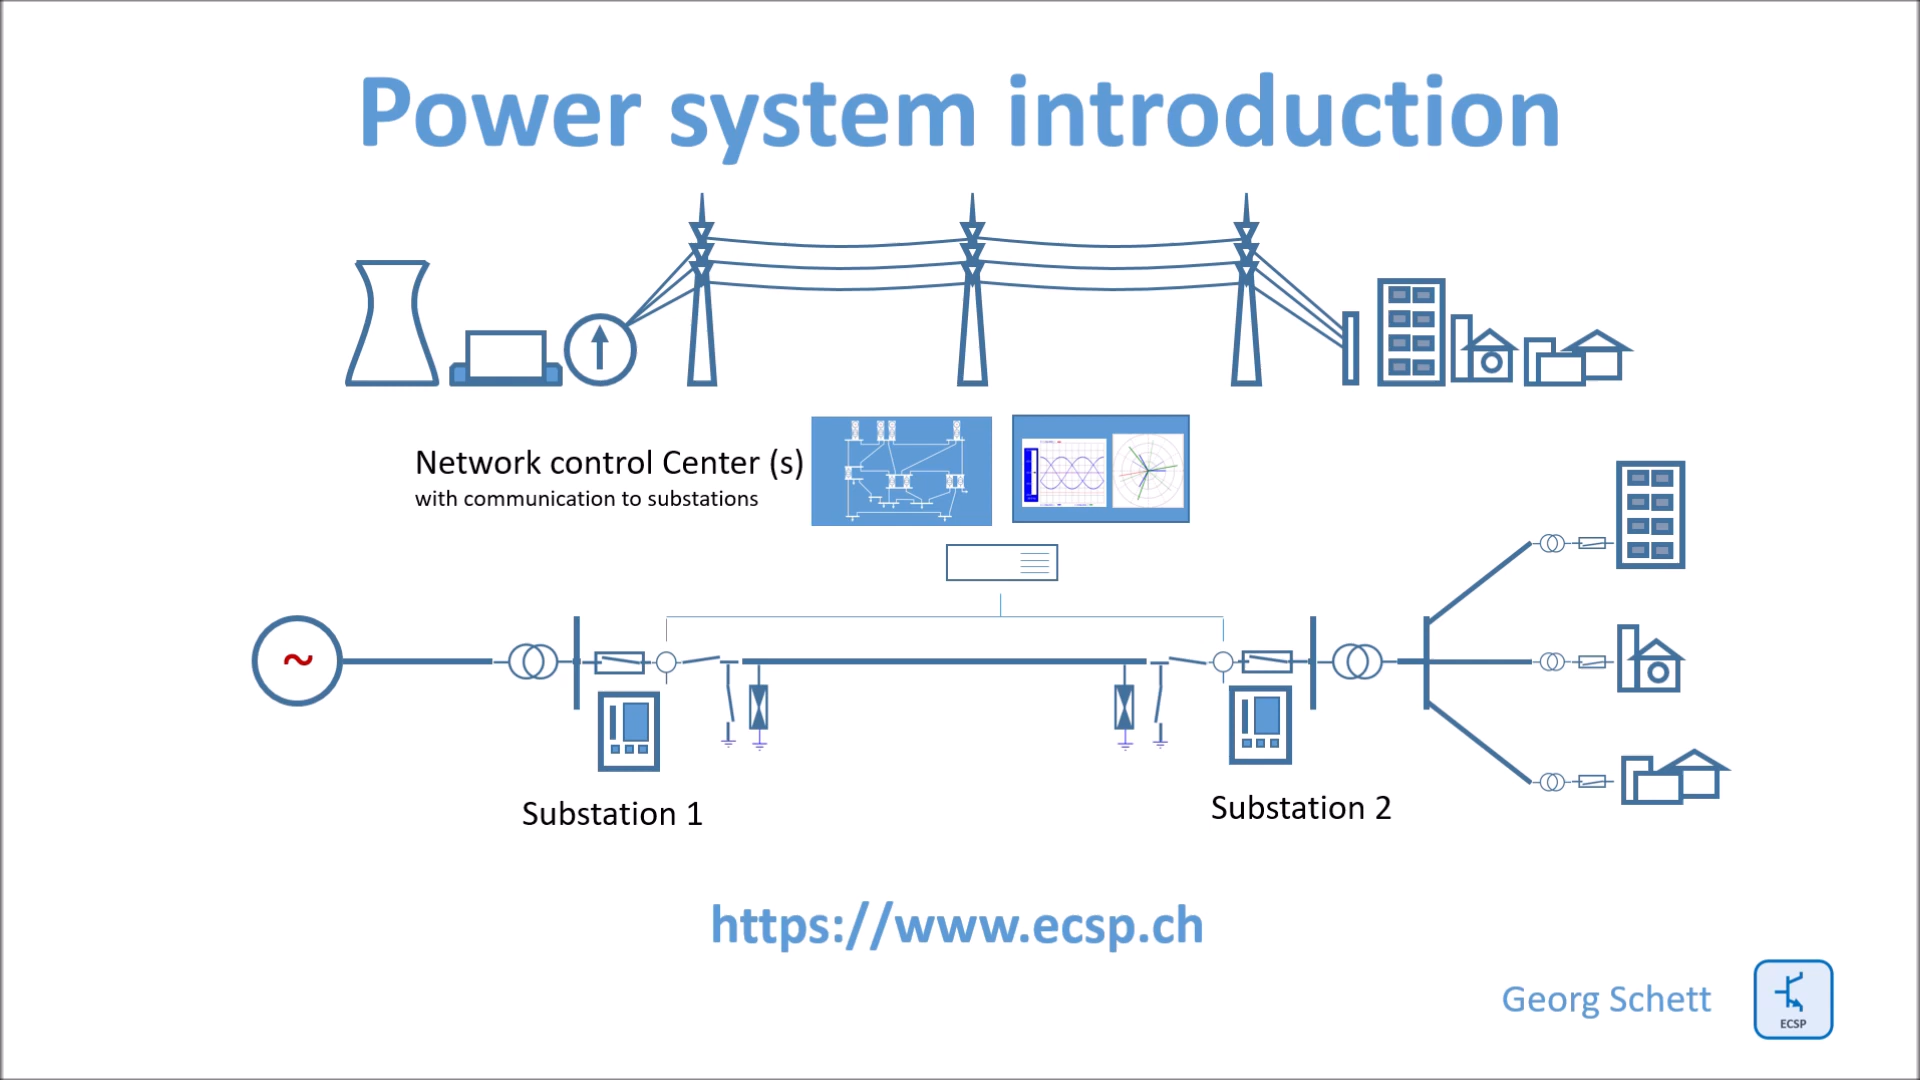 Power system introduction
Network control Center (s)
with communication to substations
~
Substation 1
Substation 2
https://www.ecsp.ch
Georg Schett
ECSP